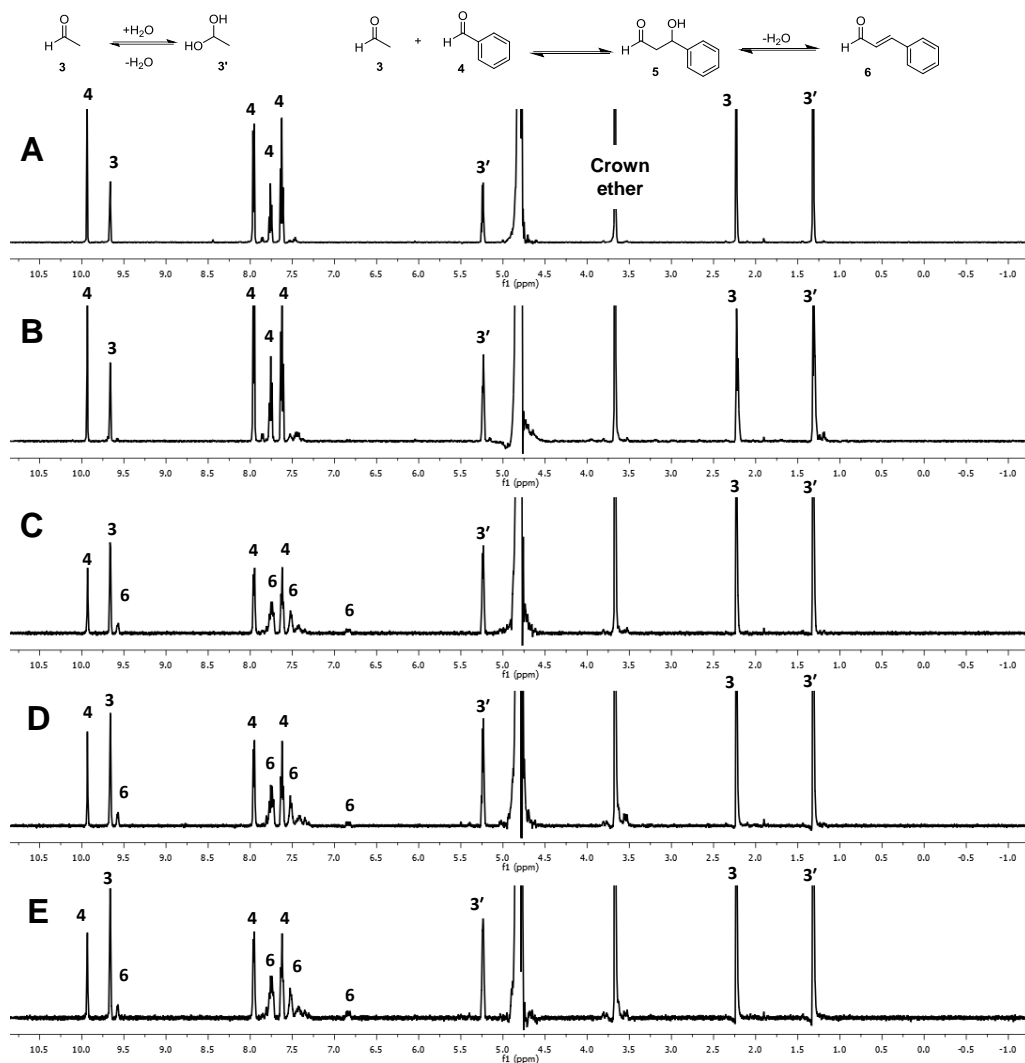 O OH O O O OH O
+H₂O
-H₂O
HO
H
+
H
H
-H₂O
H
3 3' 3 4 5 6
4 4 4 3 3'
A 3 4 3' Crown ether
10.5 10.0 9.5 9.0 8.5 8.0 7.5 7.0 6.5 6.0 5.5 5.0 4.5 4.0 3.5 3.0 2.5 2.0 1.5 1.0 0.5 0.0 -0.5 -1.0
f1 (ppm)
4 4 4 3 3'
B 3 4 3'
10.5 10.0 9.5 9.0 8.5 8.0 7.5 7.0 6.5 6.0 5.5 5.0 4.5 4.0 3.5 3.0 2.5 2.0 1.5 1.0 0.5 0.0 -0.5 -1.0
f1 (ppm)
3 3'
C 4 3 6 4 6 4 6 6 3'
10.5 10.0 9.5 9.0 8.5 8.0 7.5 7.0 6.5 6.0 5.5 5.0 4.5 4.0 3.5 3.0 2.5 2.0 1.5 1.0 0.5 0.0 -0.5 -1.0
f1 (ppm)
3 3'
D 4 3 6 4 6 4 6 6 3'
10.5 10.0 9.5 9.0 8.5 8.0 7.5 7.0 6.5 6.0 5.5 5.0 4.5 4.0 3.5 3.0 2.5 2.0 1.5 1.0 0.5 0.0 -0.5 -1.0
f1 (ppm)
3 3 3'
E 4 6 4 6 4 6 6 3'
10.5 10.0 9.5 9.0 8.5 8.0 7.5 7.0 6.5 6.0 5.5 5.0 4.5 4.0 3.5 3.0 2.5 2.0 1.5 1.0 0.5 0.0 -0.5 -1.0
f1 (ppm)